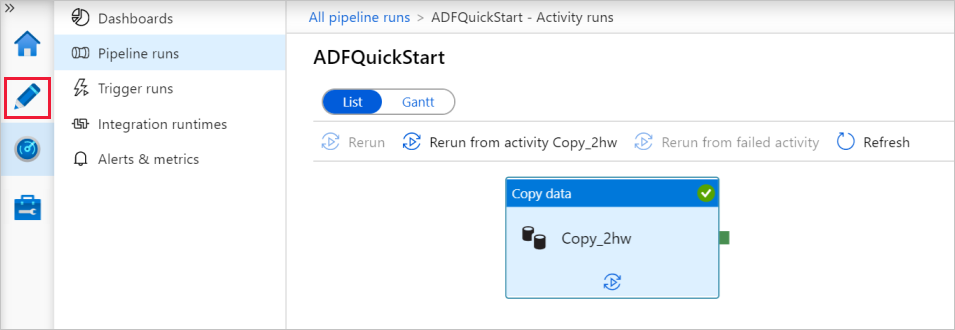 »
Dashboards
Pipeline runs
Trigger runs
Integration runtimes
Alerts & metrics
All pipeline runs > ADFQuickStart - Activity runs
ADFQuickStart
List Gantt
Rerun Rerun from activity Copy_2hw Rerun from failed activity Refresh
Copy data
Copy_2hw